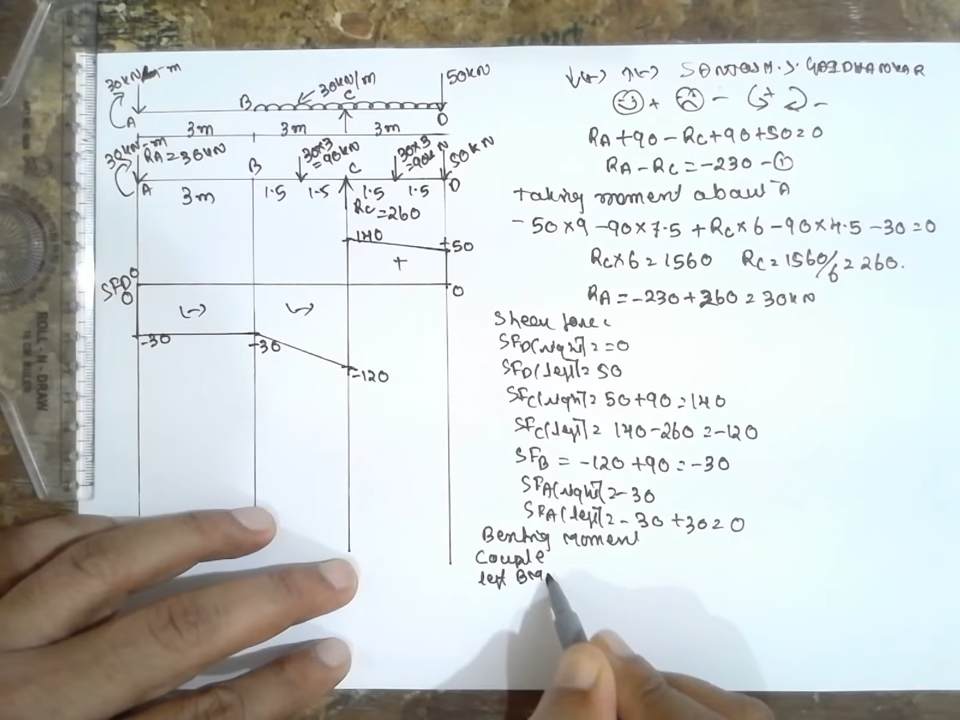 30kN-m
B
30kN/m
C
50kN
A
D
3m
3m
3m
30kN-m
RA=30kN
B
30×3
=90kN
C
30×3
=90kN
50kN
A
3m
1.5
1.5
RC=260
1.5
1.5
D
140
+50
+
SFD
0
0
0
(-)
(-)
-30
-30
-120
↓(+) ↑(-)
+ - + -
RA+90-RC+90+50=0
RA-RC=-230-①
Taking moment about A
-50×9-90×7.5+RC×6-90×4.5-30=0
RC×6=1560 RC=1560/6=260.
RA=-230+260=30kN
Shear force
SFD(right)=0
SFD(left)=50
SFC(right)=50+90=140
SFC(left)=140-260=-120
SFB=-120+90=-30
SFA(right)=-30
SFA(left)=-30+30=0
Bending moment
Couple
left BM
ROLL-N-DRAW